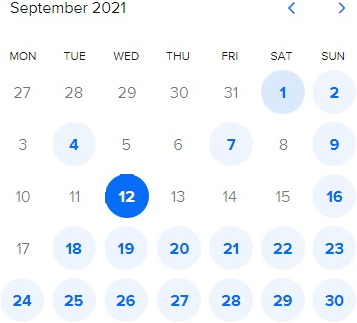 September 2021
MON TUE WED THU FRI SAT SUN
27 28 29 30 31 1 2
3 4 5 6 7 8 9
10 11 12 13 14 15 16
17 18 19 20 21 22 23
24 25 26 27 28 29 30